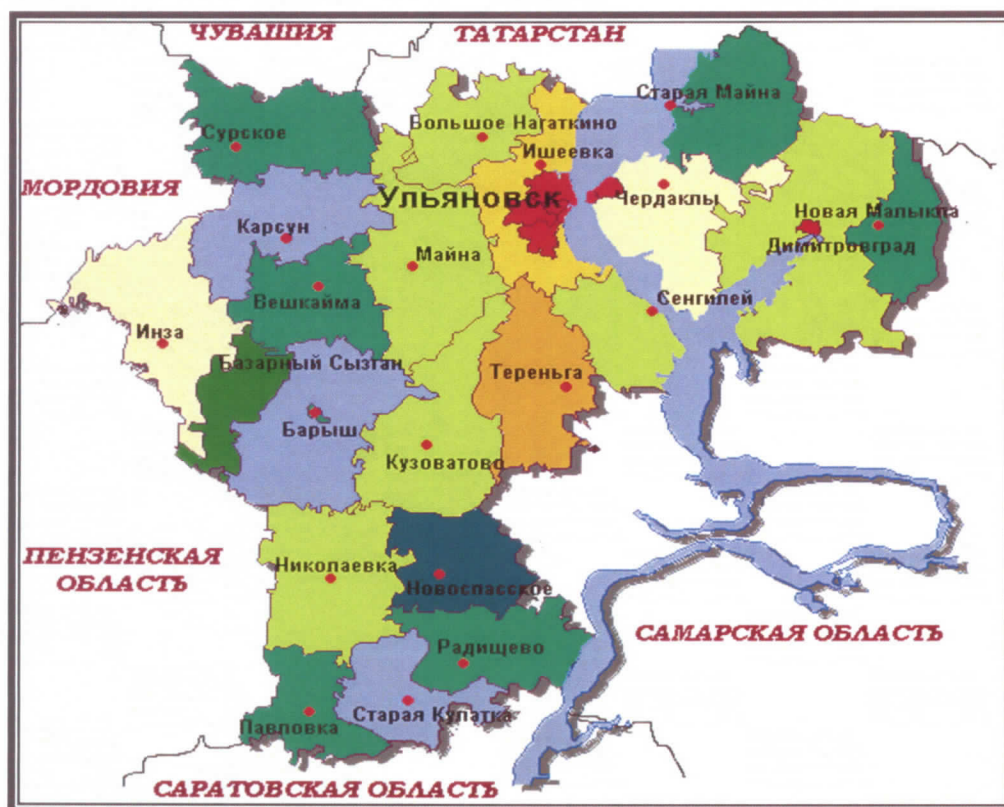 ЧУВАШИЯ
ТАТАРСТАН
Старая Майна
Большое Нагаткино
Сурское
Ишеевка
МОРДОВИЯ
Ульяновск
Чердаклы
Новая Малыкла
Карсун
Майна
Димитровград
Вешкайма
Сенгилей
Инза
Базарный Сызган
Тереньга
Барыш
Кузоватово
ПЕНЗЕНСКАЯ
ОБЛАСТЬ
Николаевка
Новоспасское
САМАРСКАЯ ОБЛАСТЬ
Радищево
Старая Кулатка
Павловка
САРАТОВСКАЯ ОБЛАСТЬ